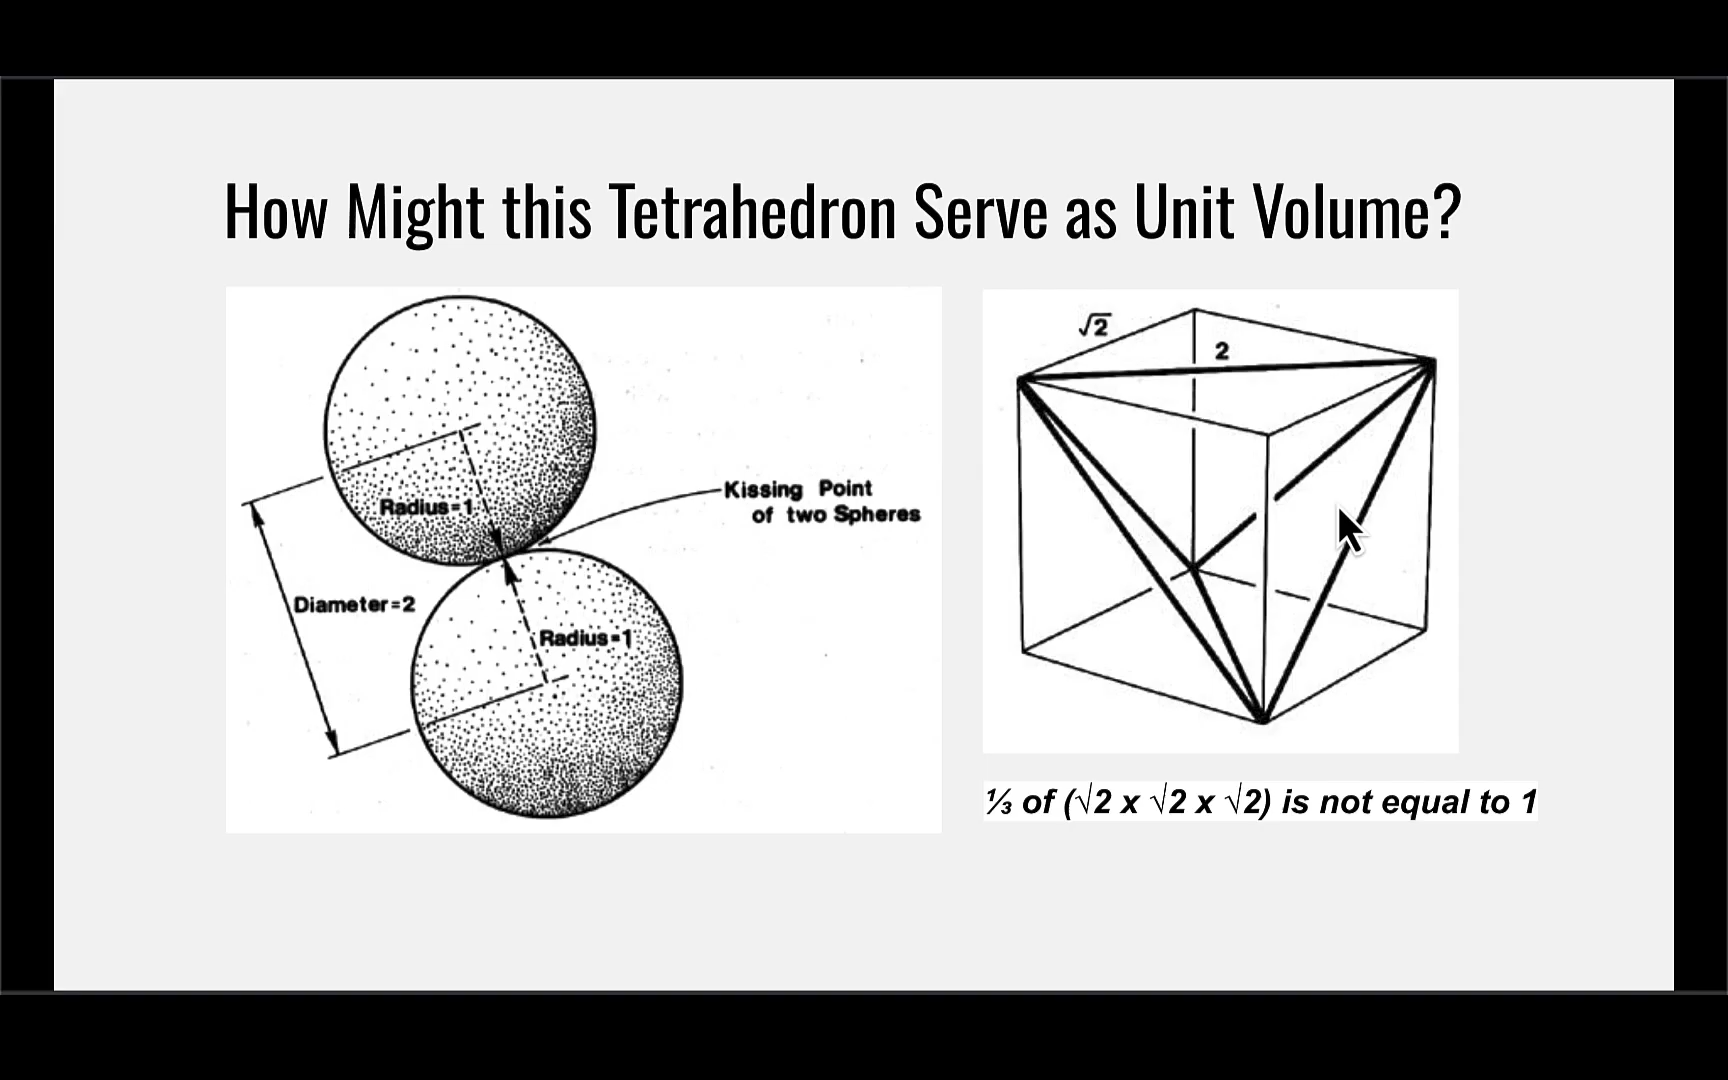 How Might this Tetrahedron Serve as Unit Volume?
Radius=1
Kissing Point
of two Spheres
Diameter=2
Radius=1
√2
2
⅓ of (√2 x √2 x √2) is not equal to 1